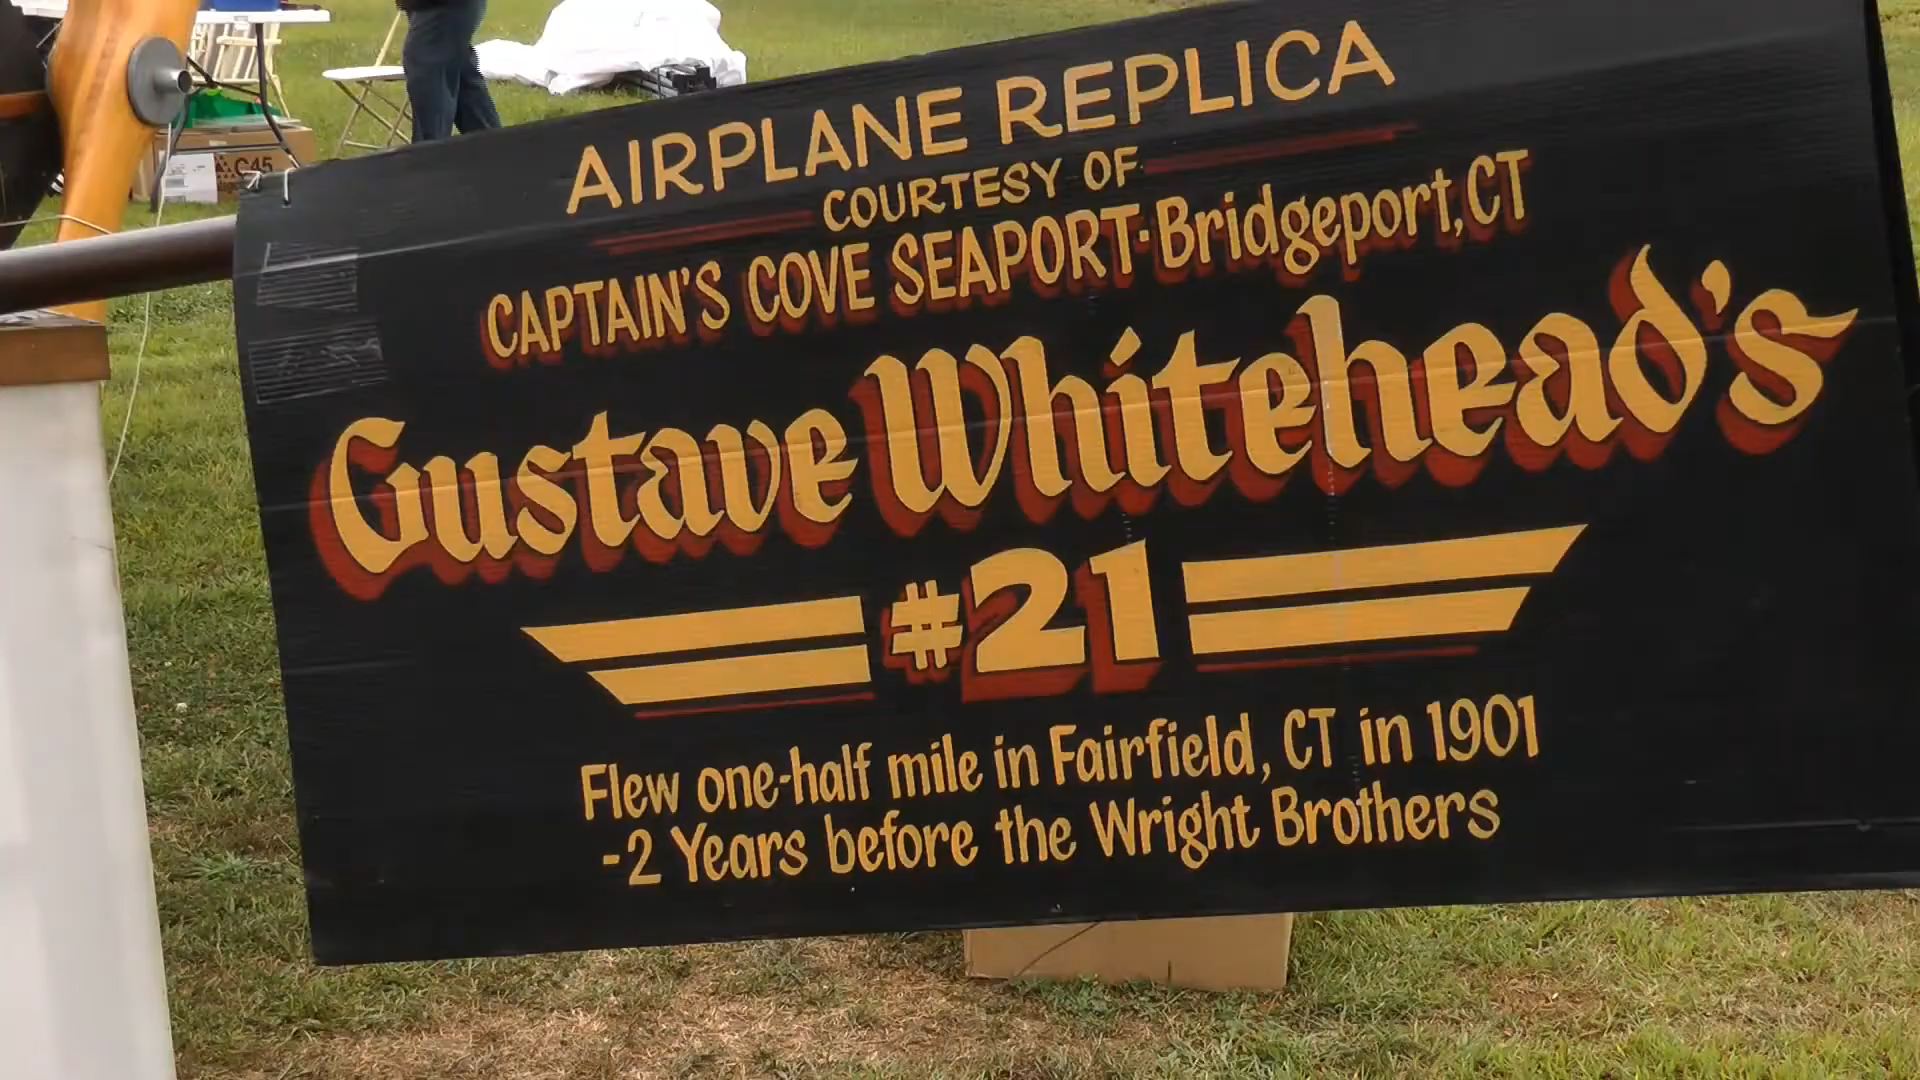 AIRPLANE REPLICA
COURTESY OF
CAPTAIN'S COVE SEAPORT·Bridgeport, CT
Gustave Whitehead's
#21
Flew one-half mile in Fairfield, CT in 1901
-2 Years before the Wright Brothers
C45